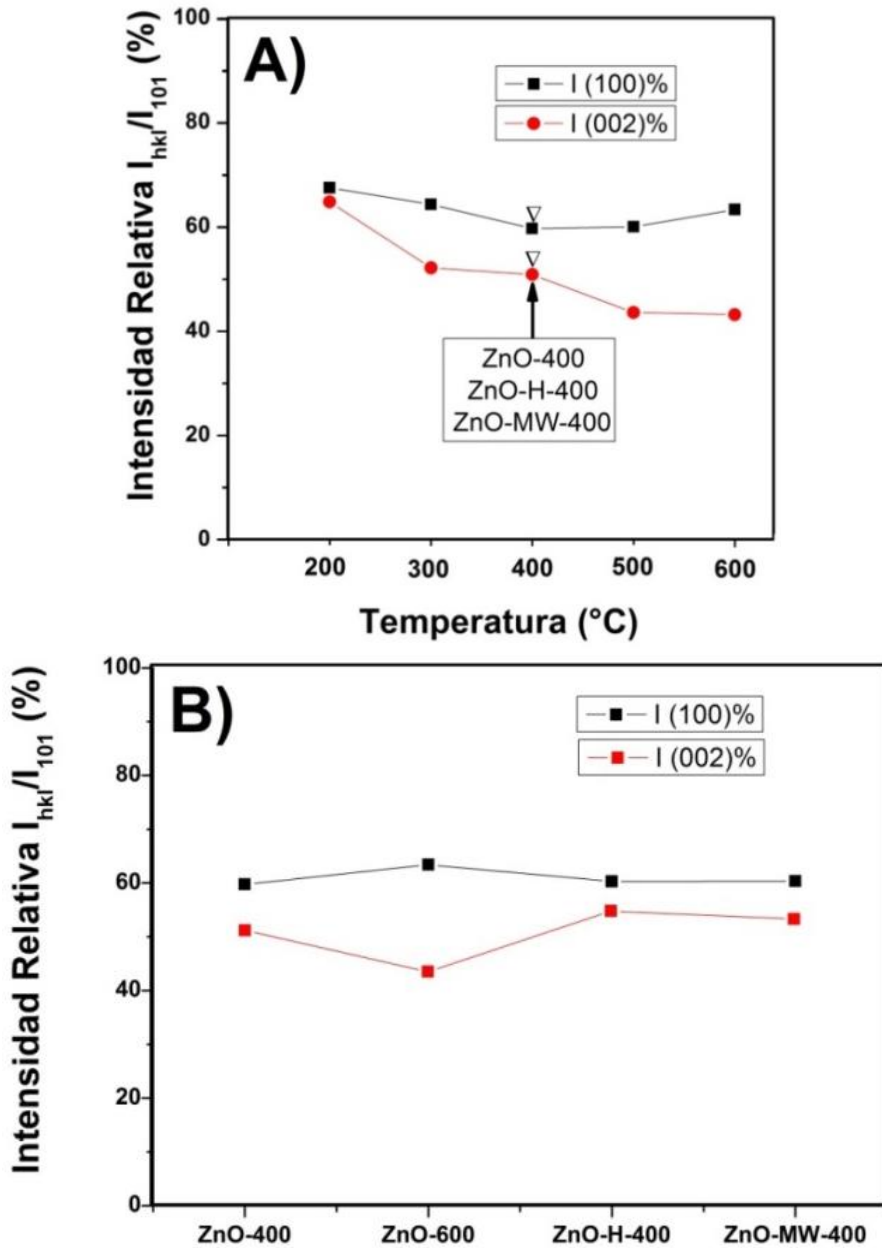 A)
I (100)%
I (002)%
Intensidad Relativa I_hkl/I_101 (%)
100
80
60
40
20
0
ZnO-400
ZnO-H-400
ZnO-MW-400
200 300 400 500 600
Temperatura (°C)
B)
I (100)%
I (002)%
Intensidad Relativa I_hkl/I_101 (%)
100
80
60
40
20
0
ZnO-400 ZnO-600 ZnO-H-400 ZnO-MW-400